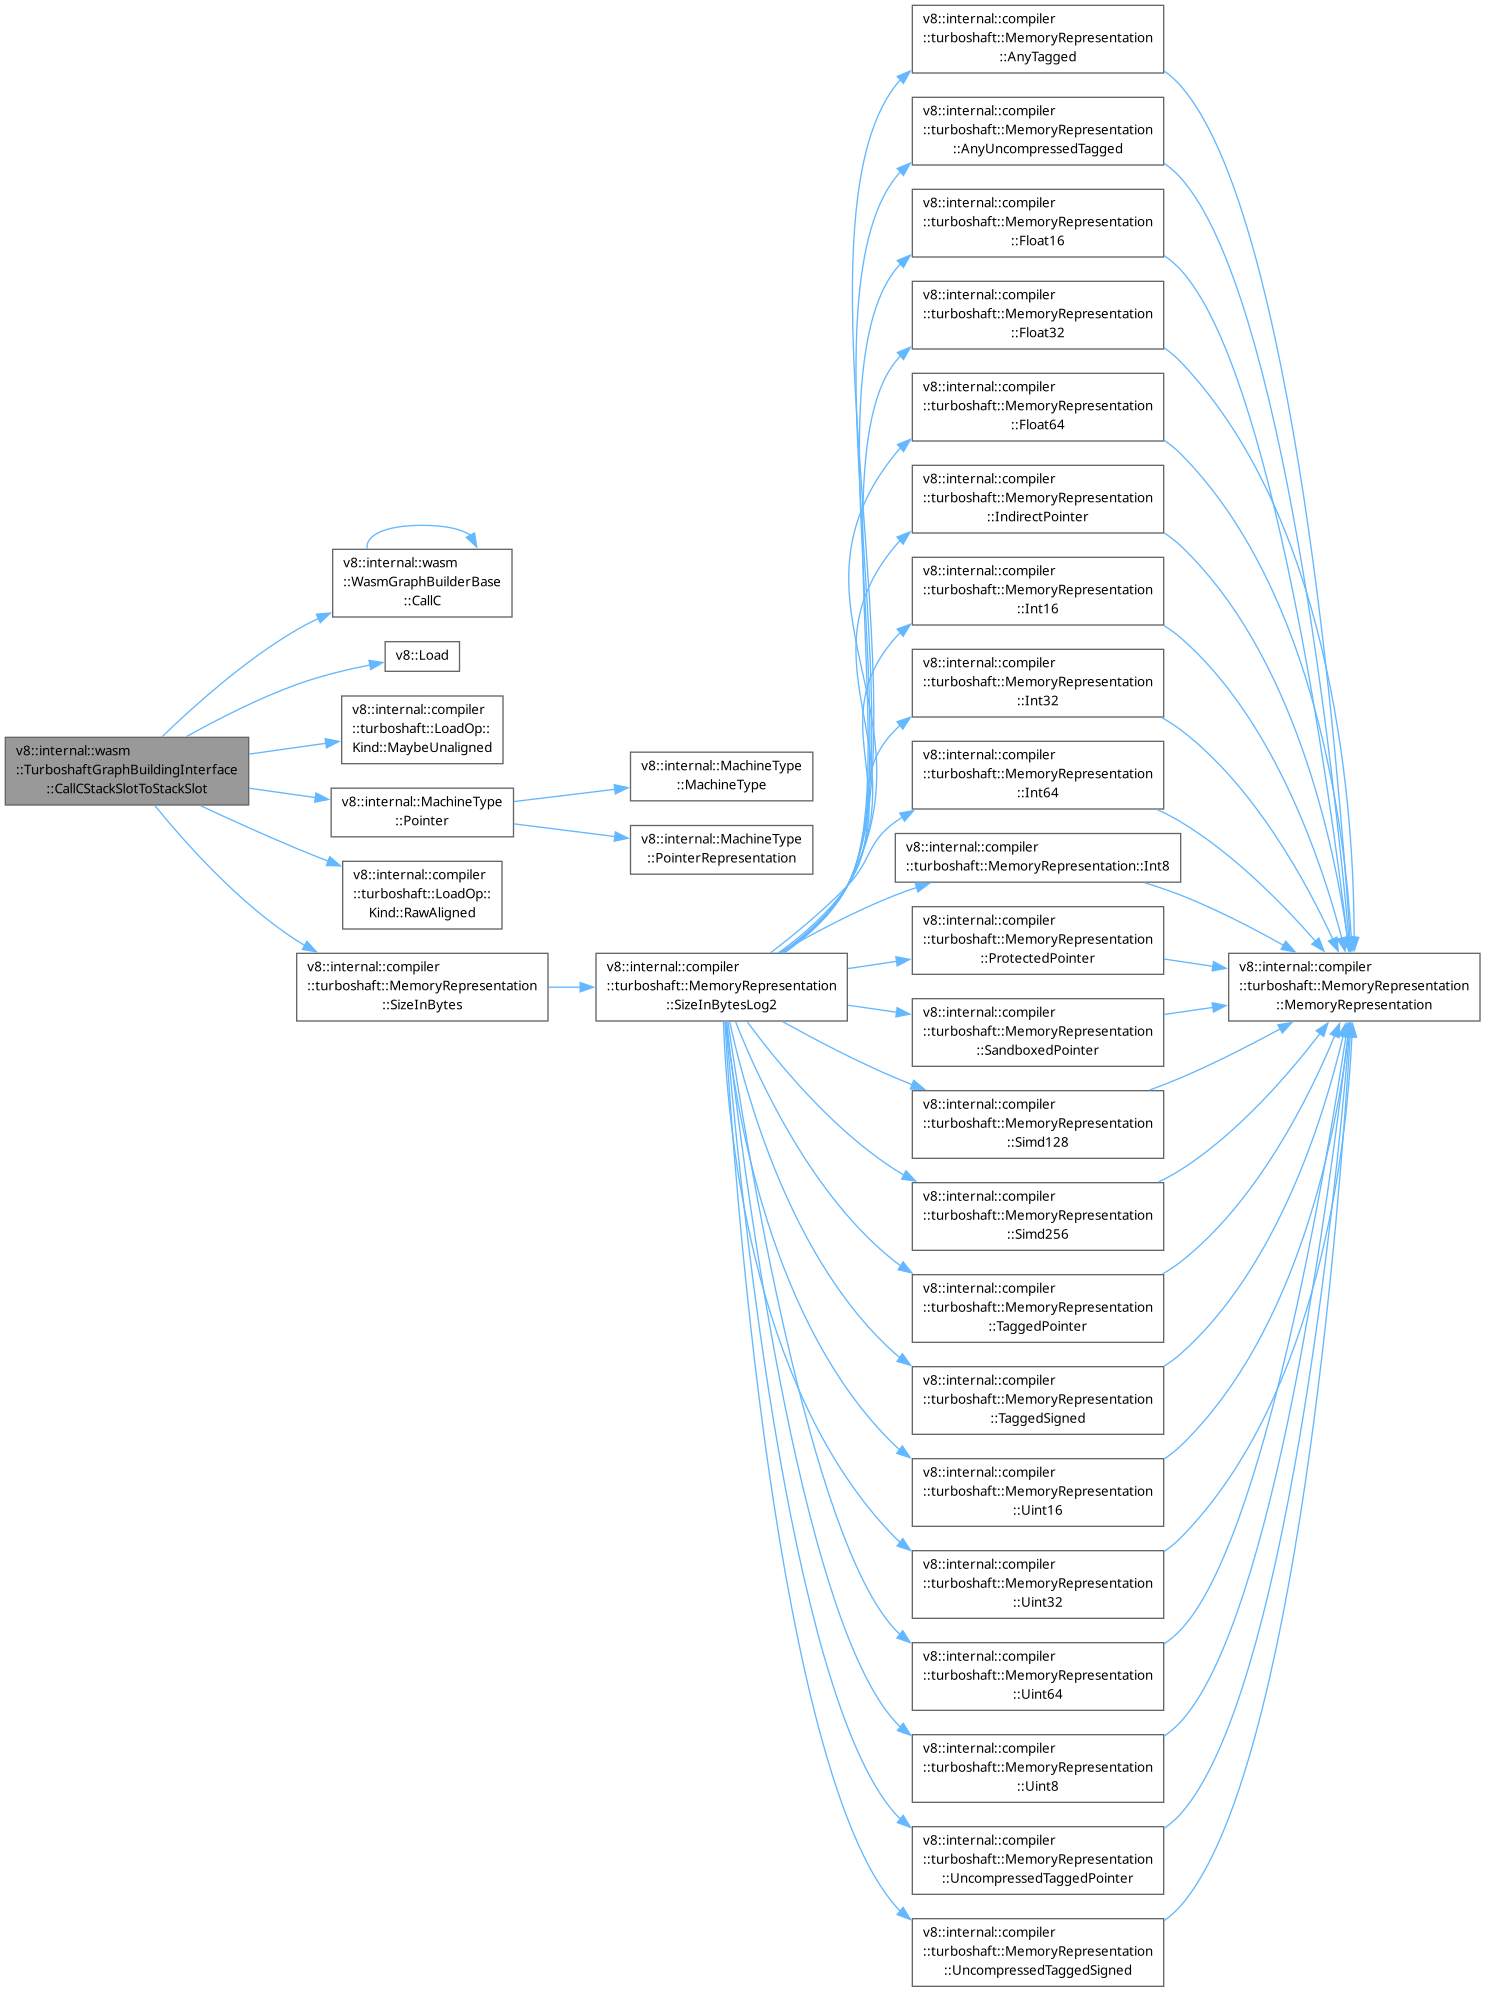 v8::internal::wasm
::TurboshaftGraphBuildingInterface
::CallCStackSlotToStackSlot
v8::internal::wasm
::WasmGraphBuilderBase
::CallC
v8::Load
v8::internal::compiler
::turboshaft::LoadOp::
Kind::MaybeUnaligned
v8::internal::MachineType
::Pointer
v8::internal::compiler
::turboshaft::LoadOp::
Kind::RawAligned
v8::internal::compiler
::turboshaft::MemoryRepresentation
::SizeInBytes
v8::internal::MachineType
::MachineType
v8::internal::MachineType
::PointerRepresentation
v8::internal::compiler
::turboshaft::MemoryRepresentation
::SizeInBytesLog2
v8::internal::compiler
::turboshaft::MemoryRepresentation
::AnyTagged
v8::internal::compiler
::turboshaft::MemoryRepresentation
::AnyUncompressedTagged
v8::internal::compiler
::turboshaft::MemoryRepresentation
::Float16
v8::internal::compiler
::turboshaft::MemoryRepresentation
::Float32
v8::internal::compiler
::turboshaft::MemoryRepresentation
::Float64
v8::internal::compiler
::turboshaft::MemoryRepresentation
::IndirectPointer
v8::internal::compiler
::turboshaft::MemoryRepresentation
::Int16
v8::internal::compiler
::turboshaft::MemoryRepresentation
::Int32
v8::internal::compiler
::turboshaft::MemoryRepresentation
::Int64
v8::internal::compiler
::turboshaft::MemoryRepresentation::Int8
v8::internal::compiler
::turboshaft::MemoryRepresentation
::ProtectedPointer
v8::internal::compiler
::turboshaft::MemoryRepresentation
::SandboxedPointer
v8::internal::compiler
::turboshaft::MemoryRepresentation
::Simd128
v8::internal::compiler
::turboshaft::MemoryRepresentation
::Simd256
v8::internal::compiler
::turboshaft::MemoryRepresentation
::TaggedPointer
v8::internal::compiler
::turboshaft::MemoryRepresentation
::TaggedSigned
v8::internal::compiler
::turboshaft::MemoryRepresentation
::Uint16
v8::internal::compiler
::turboshaft::MemoryRepresentation
::Uint32
v8::internal::compiler
::turboshaft::MemoryRepresentation
::Uint64
v8::internal::compiler
::turboshaft::MemoryRepresentation
::Uint8
v8::internal::compiler
::turboshaft::MemoryRepresentation
::UncompressedTaggedPointer
v8::internal::compiler
::turboshaft::MemoryRepresentation
::UncompressedTaggedSigned
v8::internal::compiler
::turboshaft::MemoryRepresentation
::MemoryRepresentation